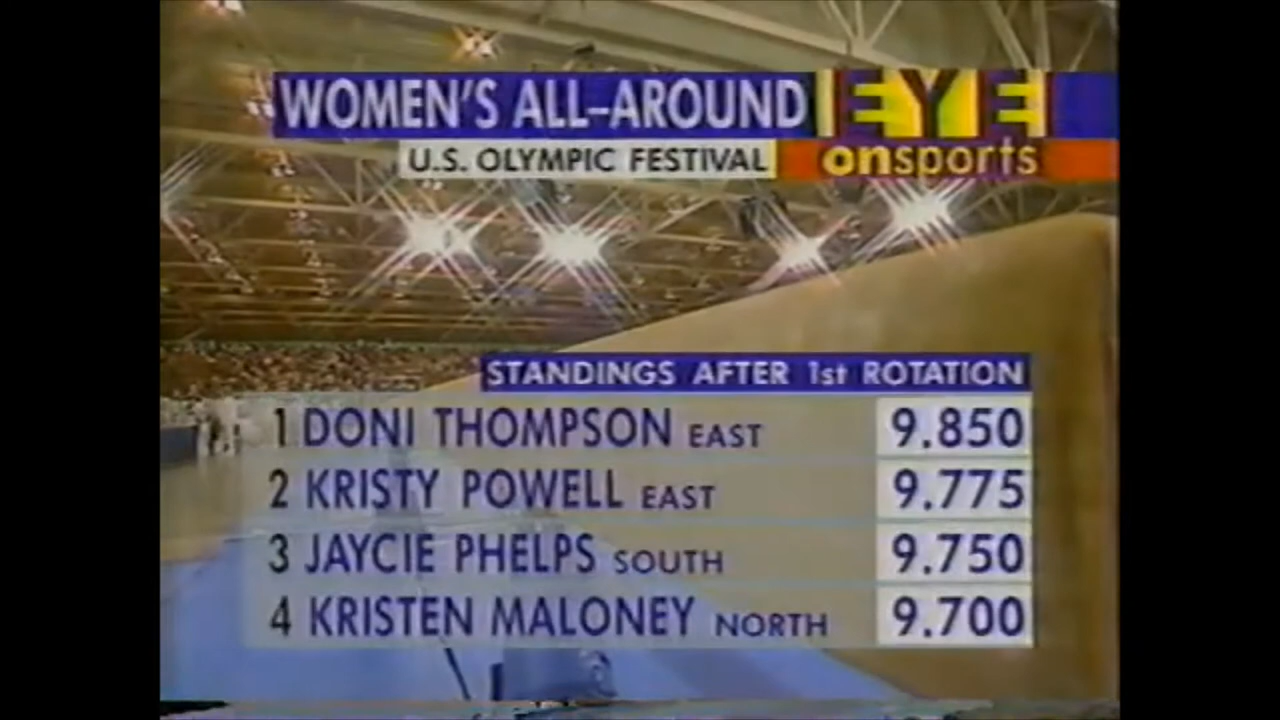 WOMEN'S ALL-AROUND EYE
U.S. OLYMPIC FESTIVAL onsports
STANDINGS AFTER 1st ROTATION
1 DONI THOMPSON EAST 9.850
2 KRISTY POWELL EAST 9.775
3 JAYCIE PHELPS SOUTH 9.750
4 KRISTEN MALONEY NORTH 9.700